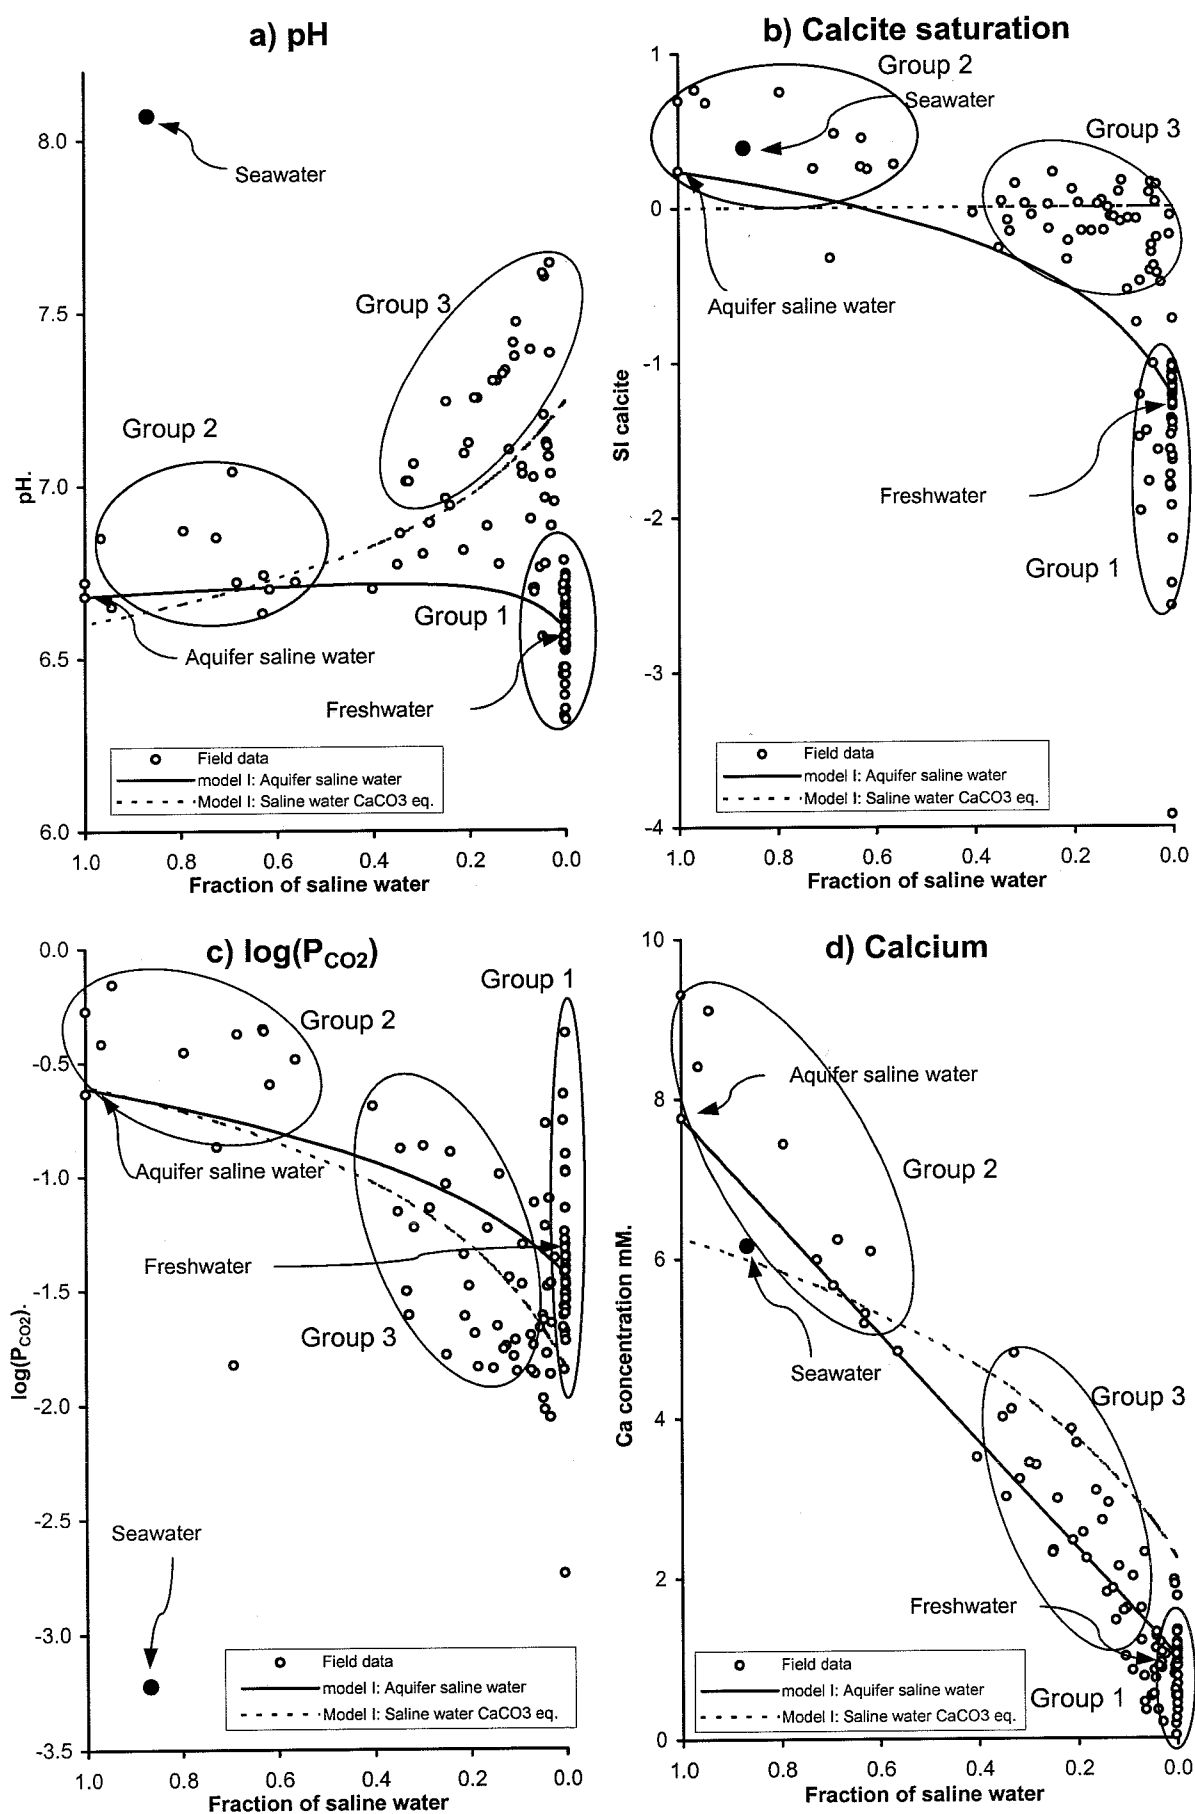 a) pH
8.0
7.5
7.0
6.5
6.0
pH.
Seawater
Group 3
Group 2
Group 1
Aquifer saline water
Freshwater
Field data
model I: Aquifer saline water
Model I: Saline water CaCO3 eq.
1.0 0.8 0.6 0.4 0.2 0.0
Fraction of saline water
b) Calcite saturation
1
0
-1
-2
-3
-4
SI calcite
Group 2
Seawater
Group 3
Aquifer saline water
Freshwater
Group 1
Field data
model I: Aquifer saline water
Model I: Saline water CaCO3 eq.
1.0 0.8 0.6 0.4 0.2 0.0
Fraction of saline water
c) log(PCO2)
0.0
-0.5
-1.0
-1.5
-2.0
-2.5
-3.0
-3.5
log(PCO2).
Group 1
Group 2
Aquifer saline water
Freshwater
Group 3
Seawater
Field data
model I: Aquifer saline water
Model I: Saline water CaCO3 eq.
1.0 0.8 0.6 0.4 0.2 0.0
Fraction of saline water
d) Calcium
10
8
6
4
2
0
Ca concentration mM.
Aquifer saline water
Group 2
Seawater
Group 3
Freshwater
Group 1
Field data
model I: Aquifer saline water
Model I: Saline water CaCO3 eq.
1.0 0.8 0.6 0.4 0.2 0.0
Fraction of saline water